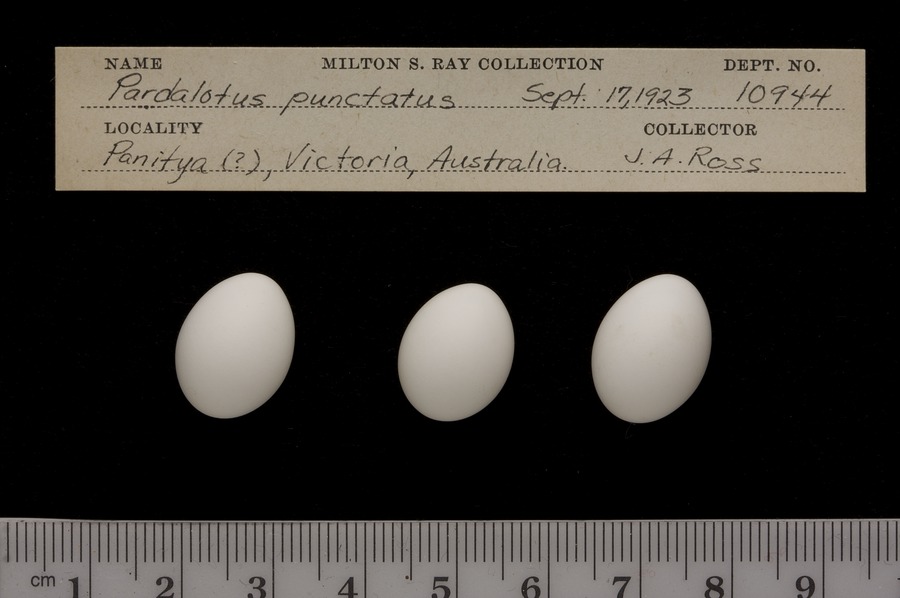 NAME MILTON S. RAY COLLECTION DEPT. NO.
Pardalotus punctatus Sept. 17, 1923 10944
LOCALITY COLLECTOR
Panitya (?), Victoria, Australia. J. A. Ross
cm 1 2 3 4 5 6 7 8 9